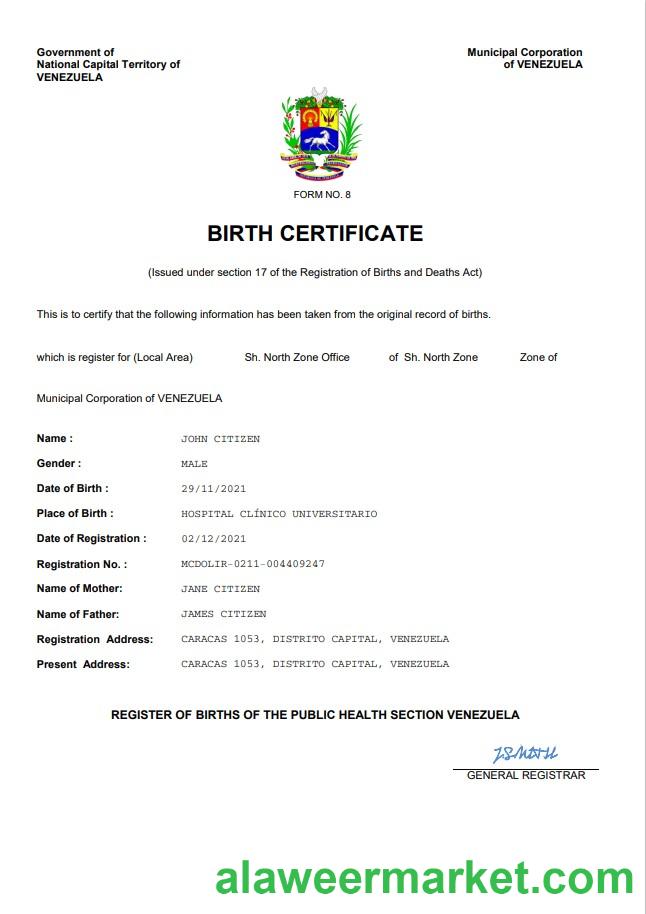 Government of
National Capital Territory of
VENEZUELA
Municipal Corporation
of VENEZUELA
FORM NO. 8
BIRTH CERTIFICATE
(Issued under section 17 of the Registration of Births and Deaths Act)
This is to certify that the following information has been taken from the original record of births.
which is register for (Local Area) Sh. North Zone Office of Sh. North Zone Zone of
Municipal Corporation of VENEZUELA
Name : JOHN CITIZEN
Gender : MALE
Date of Birth : 29/11/2021
Place of Birth : HOSPITAL CLÍNICO UNIVERSITARIO
Date of Registration : 02/12/2021
Registration No. : MCDOLIR-0211-004409247
Name of Mother: JANE CITIZEN
Name of Father: JAMES CITIZEN
Registration Address: CARACAS 1053, DISTRITO CAPITAL, VENEZUELA
Present Address: CARACAS 1053, DISTRITO CAPITAL, VENEZUELA
REGISTER OF BIRTHS OF THE PUBLIC HEALTH SECTION VENEZUELA
GENERAL REGISTRAR
alaweermarket.com